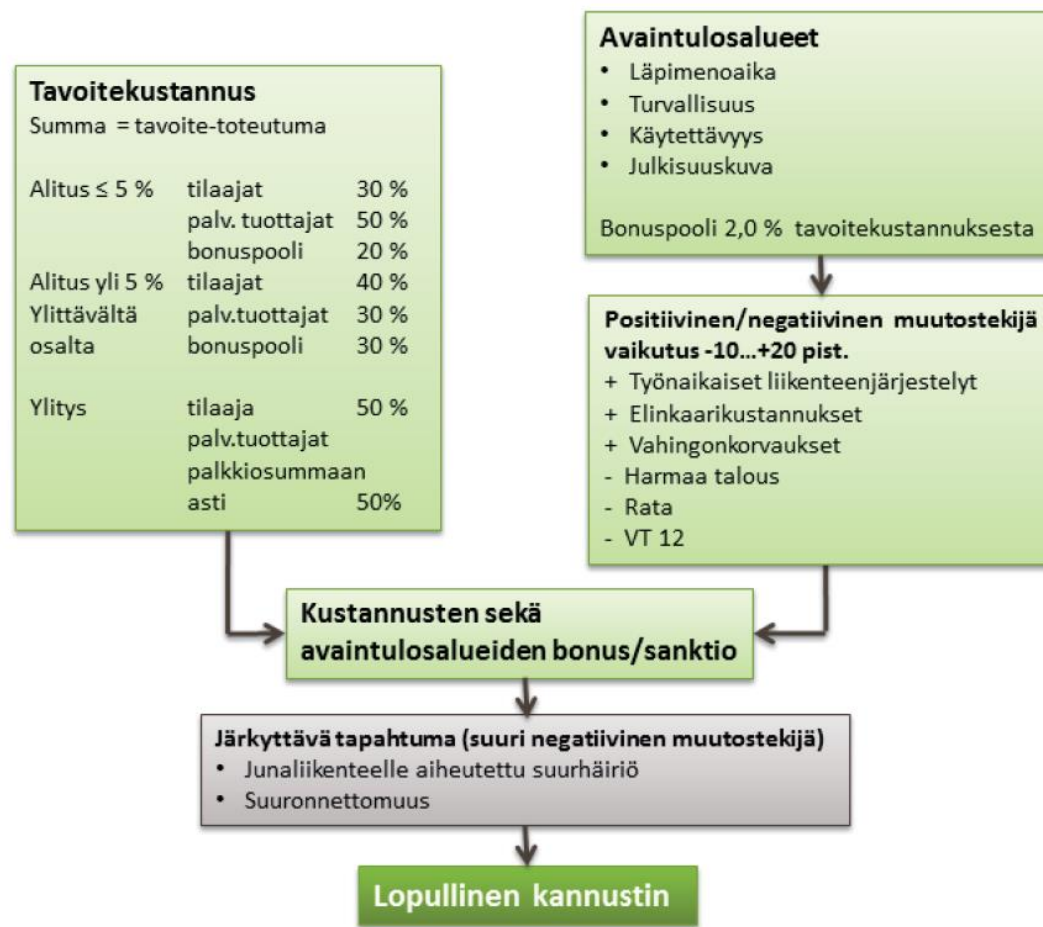 Tavoitekustannus
Summa = tavoite-toteutuma
Alitus ≤ 5 % tilaajat 30 %
palv. tuottajat 50 %
bonuspooli 20 %
Alitus yli 5 % tilaajat 40 %
Ylittävältä palv.tuottajat 30 %
osalta bonuspooli 30 %
Ylitys tilaaja 50 %
palv.tuottajat
palkkiosummaan
asti 50%
Avaintulosalueet
• Läpimenoaika
• Turvallisuus
• Käytettävyys
• Julkisuuskuva
Bonuspooli 2,0 % tavoitekustannuksesta
Positiivinen/negatiivinen muutostekijä
vaikutus -10...+20 pist.
+ Työnaikaiset liikenteenjärjestelyt
+ Elinkaarikustannukset
+ Vahingonkorvaukset
- Harmaa talous
- Rata
- VT 12
Kustannusten sekä
avaintulosalueiden bonus/sanktio
Järkyttävä tapahtuma (suuri negatiivinen muutostekijä)
• Junaliikenteelle aiheutettu suurhäiriö
• Suuronnettomuus
Lopullinen kannustin